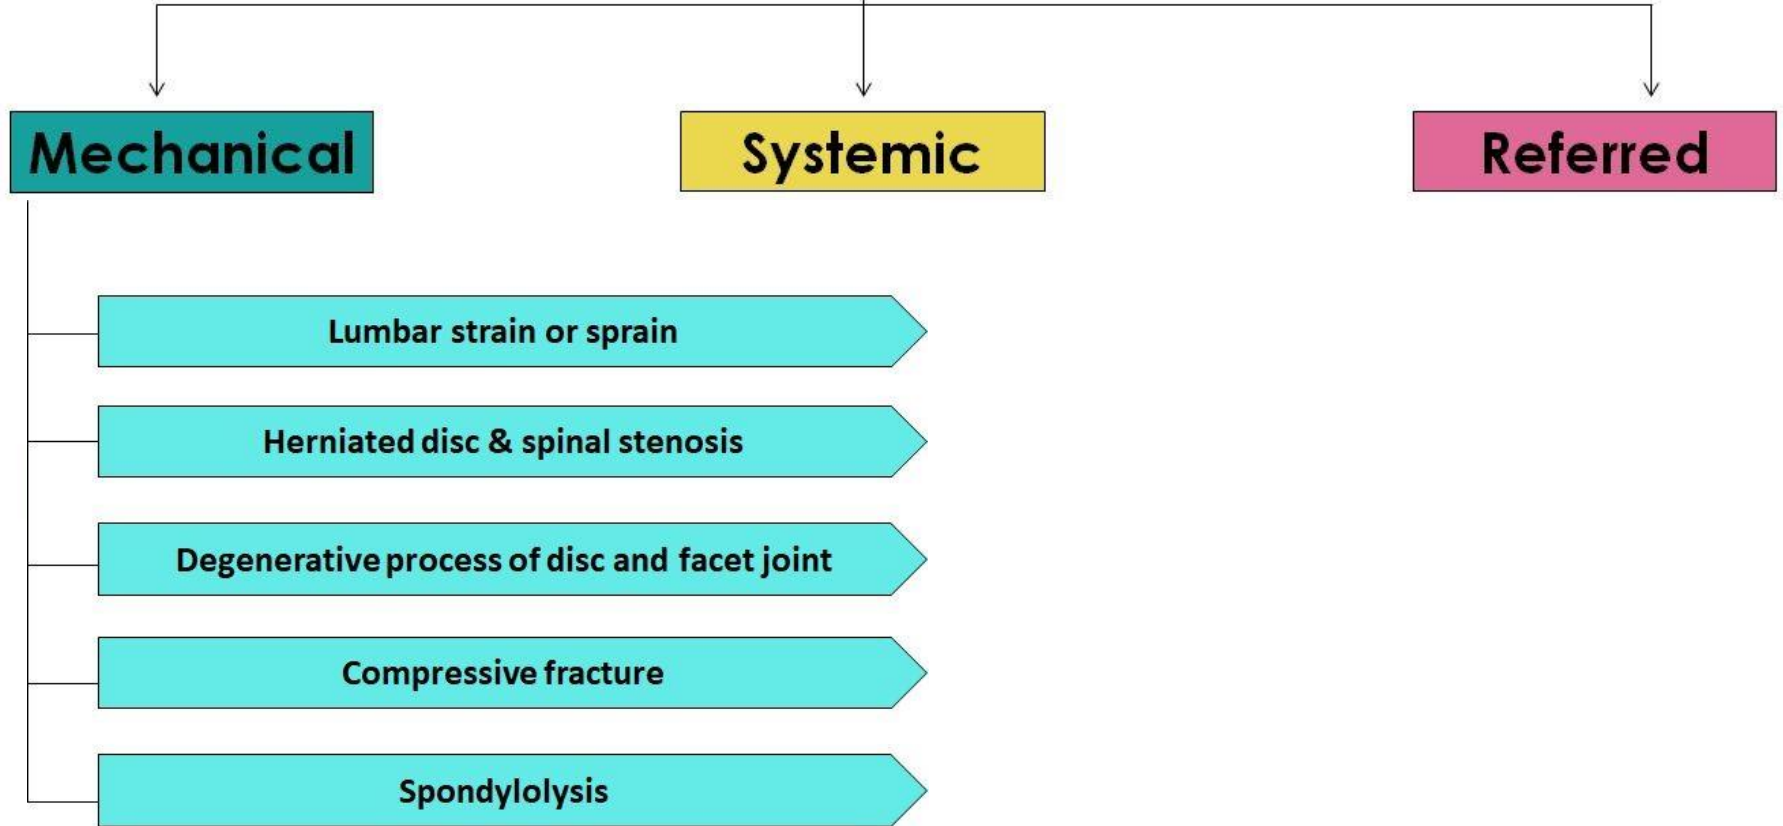 Mechanical
Systemic
Referred
Lumbar strain or sprain
Herniated disc & spinal stenosis
Degenerative process of disc and facet joint
Compressive fracture
Spondylolysis